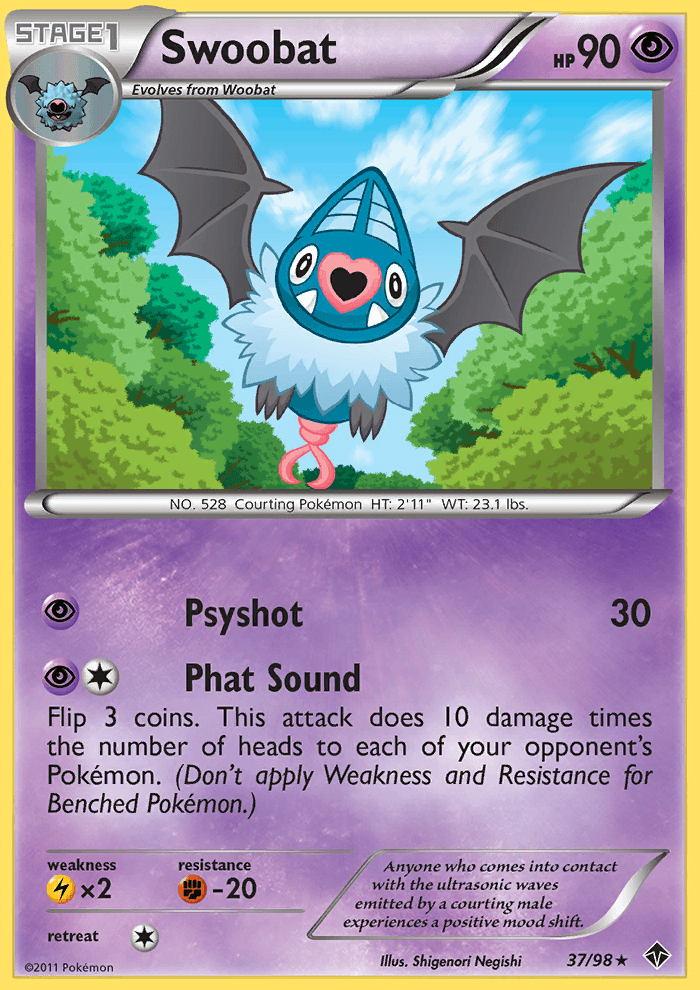 STAGE1
Swoobat
HP 90
Evolves from Woobat
NO. 528 Courting Pokémon HT: 2'11" WT: 23.1 lbs.
Psyshot 30
Phat Sound
Flip 3 coins. This attack does 10 damage times
the number of heads to each of your opponent's
Pokémon. (Don't apply Weakness and Resistance for
Benched Pokémon.)
weakness
×2
resistance
-20
retreat
Anyone who comes into contact
with the ultrasonic waves
emitted by a courting male
experiences a positive mood shift.
©2011 Pokémon
Illus. Shigenori Negishi
37/98 ★